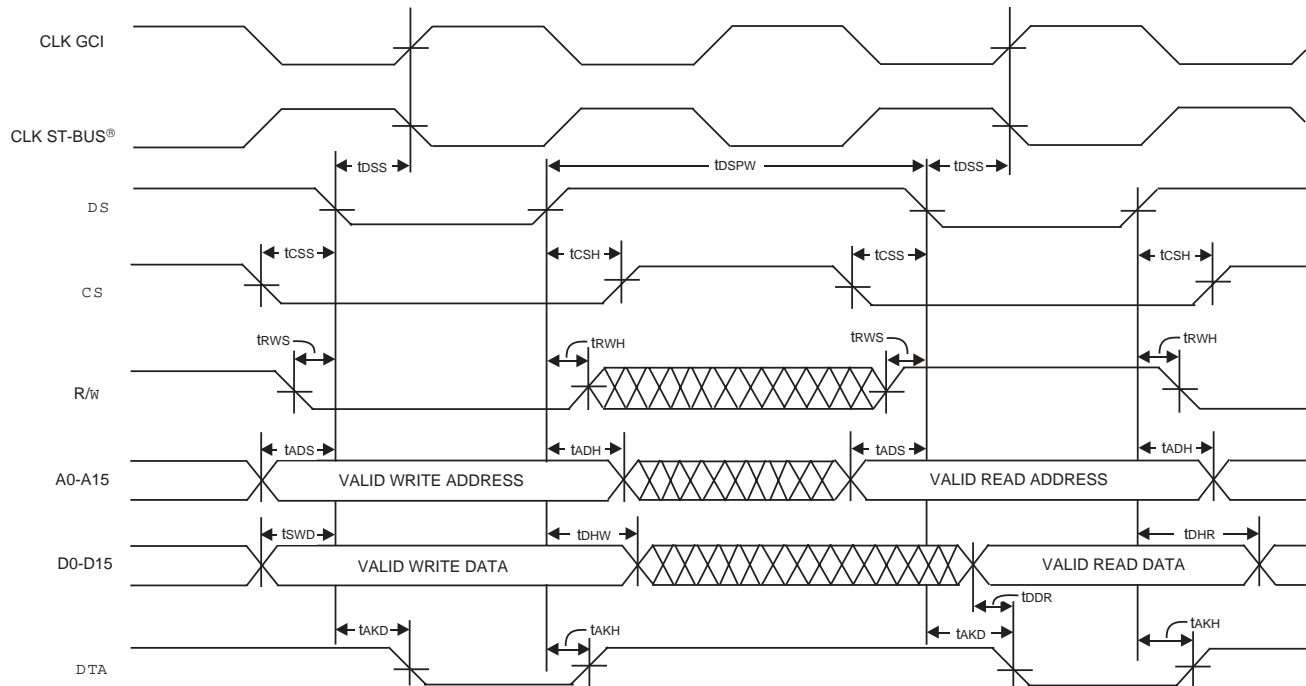 CLK GCI
CLK ST-BUS®
tDSS
tDSPW
tDSS
DS
tCSS
tCSH
tCSS
tCSH
CS
tRWS
tRWH
tRWS
tRWH
R/W
tADS
tADH
tADS
tADH
A0-A15
VALID WRITE ADDRESS
VALID READ ADDRESS
tSWD
tDHW
tDHR
D0-D15
VALID WRITE DATA
VALID READ DATA
tDDR
tAKD
tAKH
tAKD
tAKH
DTA